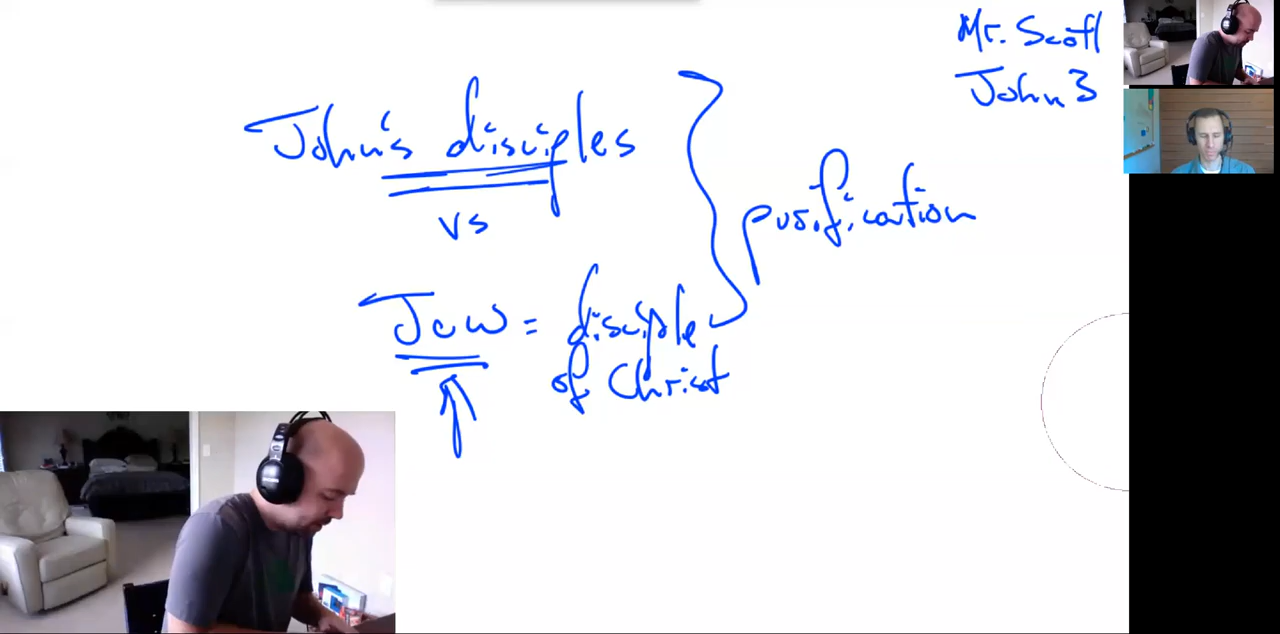 Mr. Scott
John 3
John's disciples
vs
purification
Jew = disciple
of Christ